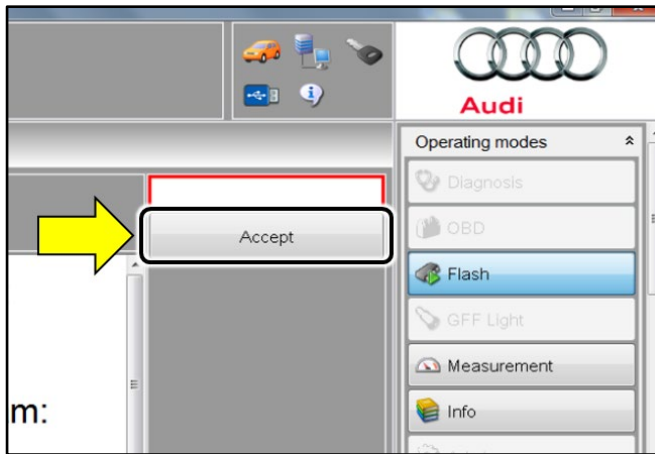 Audi
Operating modes
Diagnosis
OBD
Accept
Flash
GFF Light
Measurement
m:
Info